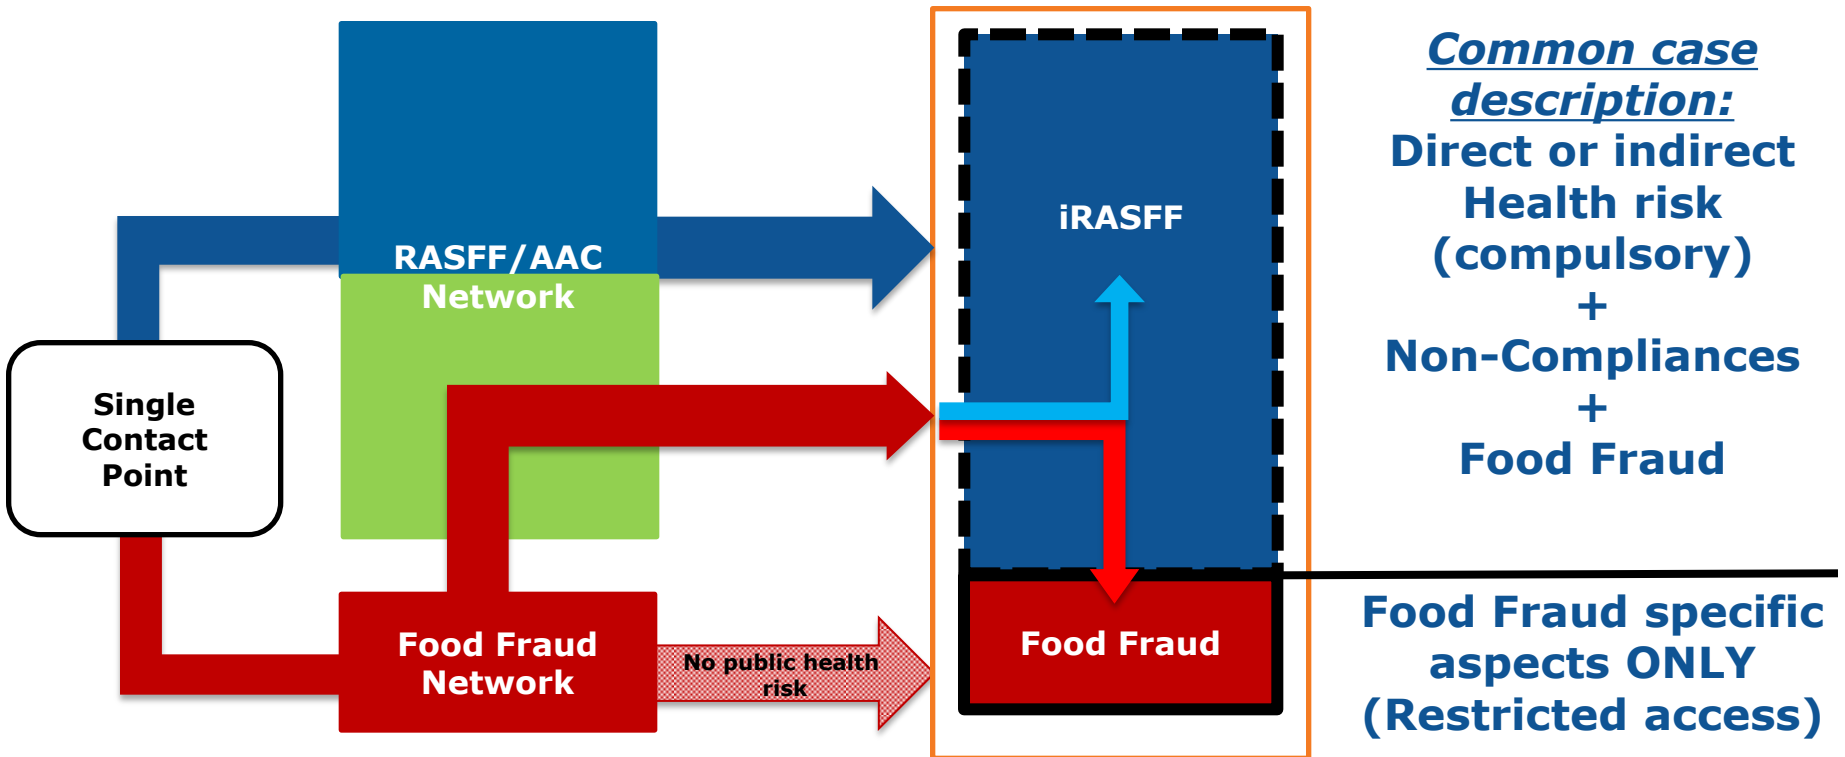 Single
Contact
Point
RASFF/AAC
Network
Food Fraud
Network
No public health
risk
iRASFF
Food Fraud
Common case
description:
Direct or indirect
Health risk
(compulsory)
+
Non-Compliances
+
Food Fraud
Food Fraud specific
aspects ONLY
(Restricted access)